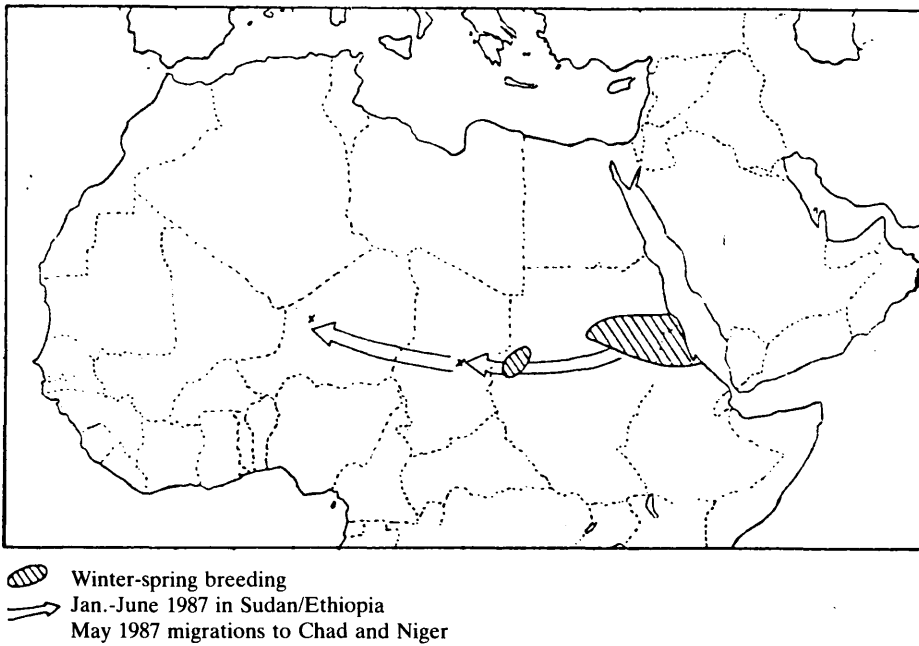 Winter-spring breeding
Jan.-June 1987 in Sudan/Ethiopia
May 1987 migrations to Chad and Niger